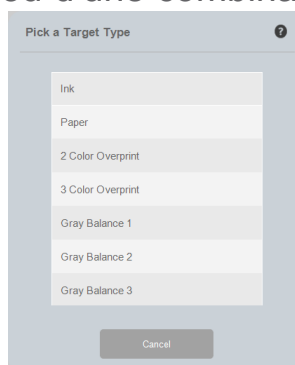 Pick a Target Type ?
Ink
Paper
2 Color Overprint
3 Color Overprint
Gray Balance 1
Gray Balance 2
Gray Balance 3
Cancel